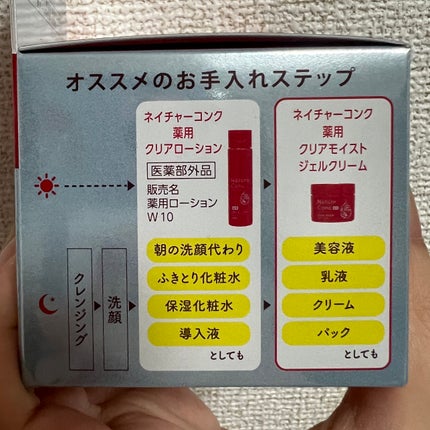 オススメのお手入れステップ
ネイチャーコンク
薬用
クリアローション
医薬部外品
販売名
薬用ローション
W10
朝の洗顔代わり
ふきとり化粧水
保湿化粧水
導入液
としても
ネイチャーコンク
薬用
クリアモイスト
ジェルクリーム
美容液
乳液
クリーム
パック
としても
クレンジング
洗顔
Nature
Conc
Nature
Conc